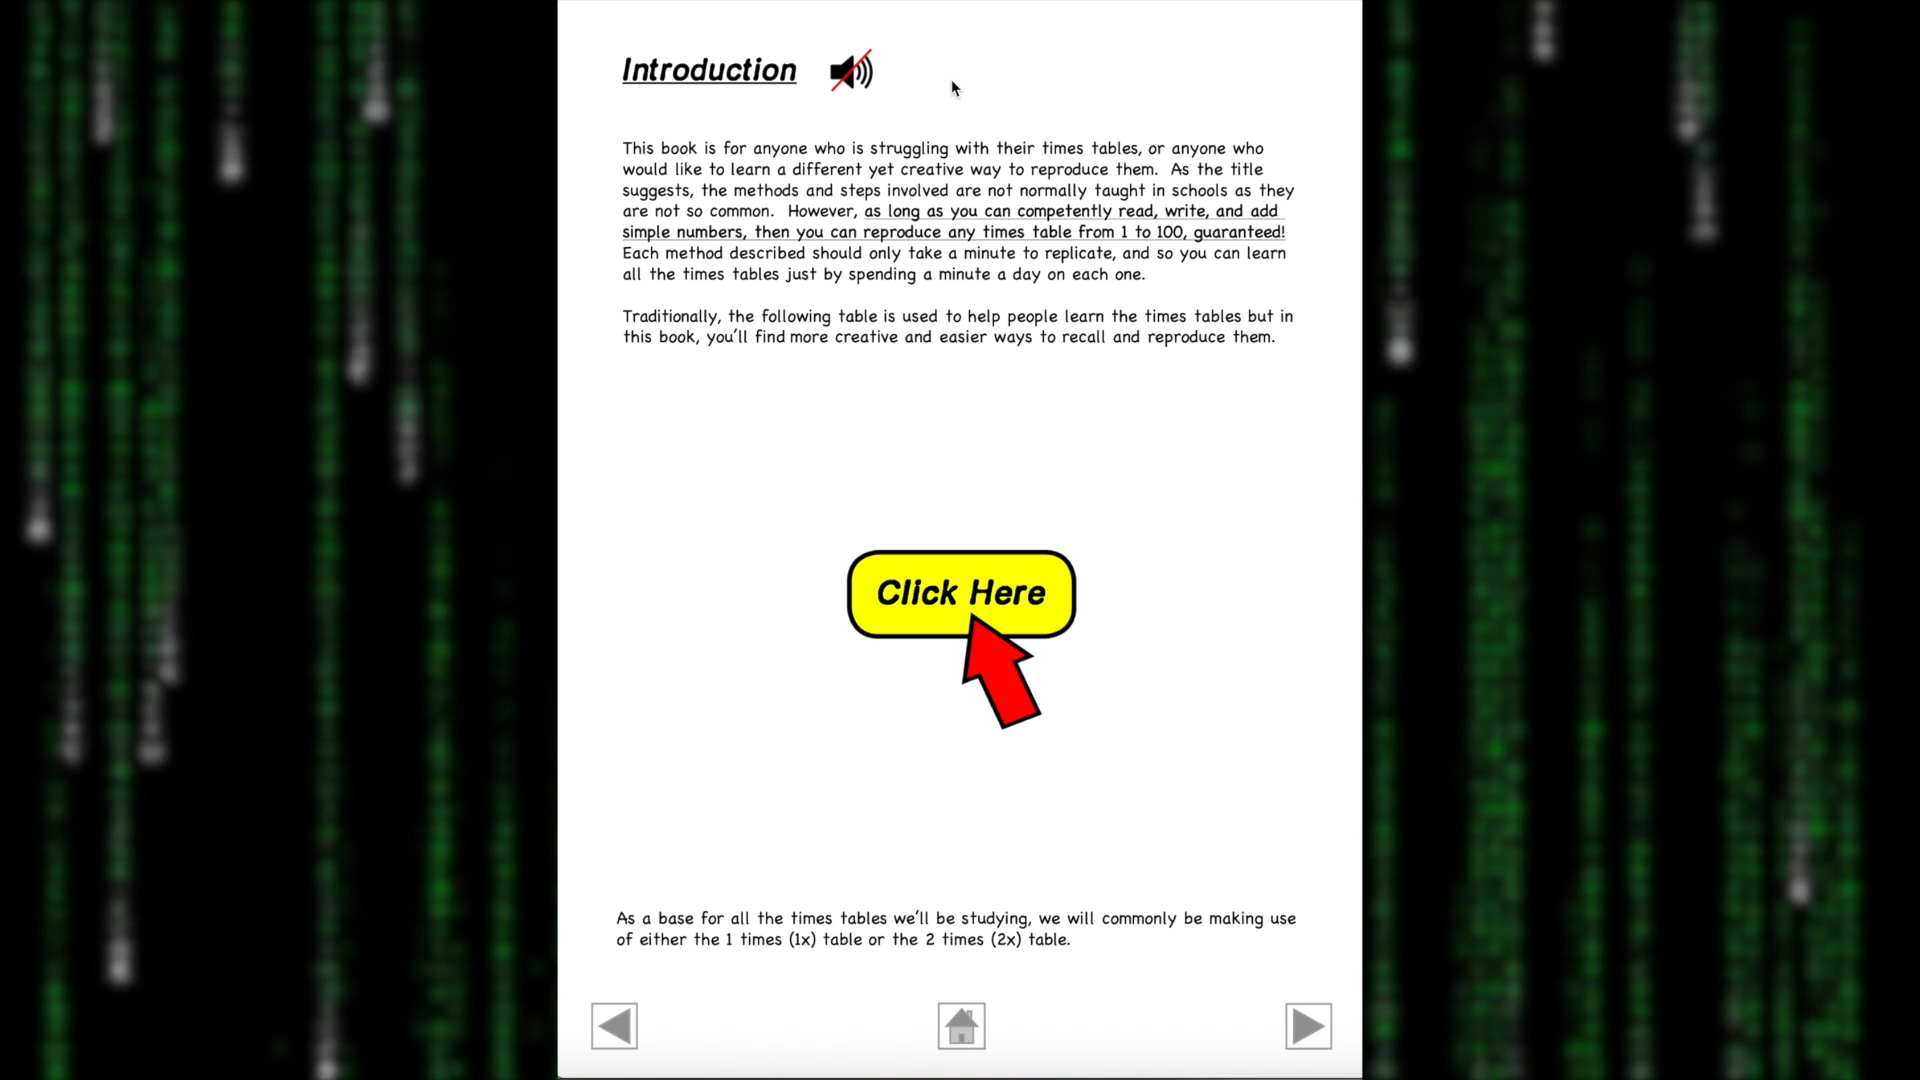 Introduction
This book is for anyone who is struggling with their times tables, or anyone who
would like to learn a different yet creative way to reproduce them.  As the title
suggests, the methods and steps involved are not normally taught in schools as they
are not so common.  However, as long as you can competently read, write, and add
simple numbers, then you can reproduce any times table from 1 to 100, guaranteed!
Each method described should only take a minute to replicate, and so you can learn
all the times tables just by spending a minute a day on each one.
Traditionally, the following table is used to help people learn the times tables but in
this book, you'll find more creative and easier ways to recall and reproduce them.
Click Here
As a base for all the times tables we'll be studying, we will commonly be making use
of either the 1 times (1x) table or the 2 times (2x) table.